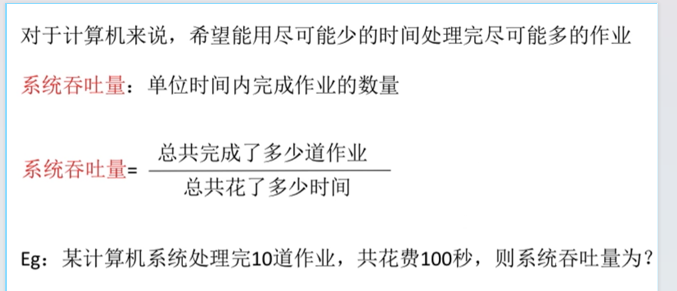 对于计算机来说，希望能用尽可能少的时间处理完尽可能多的作业
系统吞吐量：单位时间内完成作业的数量
总共完成了多少道作业
系统吞吐量=
总共花了多少时间
Eg：某计算机系统处理完10道作业，共花费100秒，则系统吞吐量为？